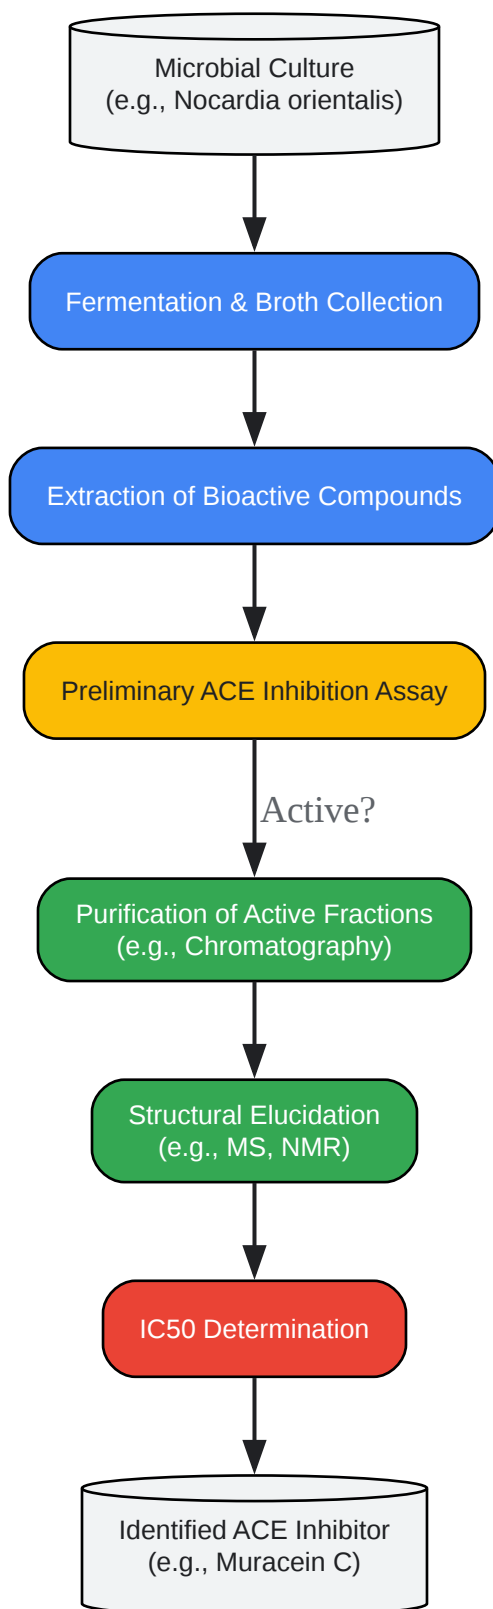 Microbial Culture
(e.g., Nocardia orientalis)
Fermentation & Broth Collection
Extraction of Bioactive Compounds
Preliminary ACE Inhibition Assay
Active?
Purification of Active Fractions
(e.g., Chromatography)
Structural Elucidation
(e.g., MS, NMR)
IC50 Determination
Identified ACE Inhibitor
(e.g., Muracein C)